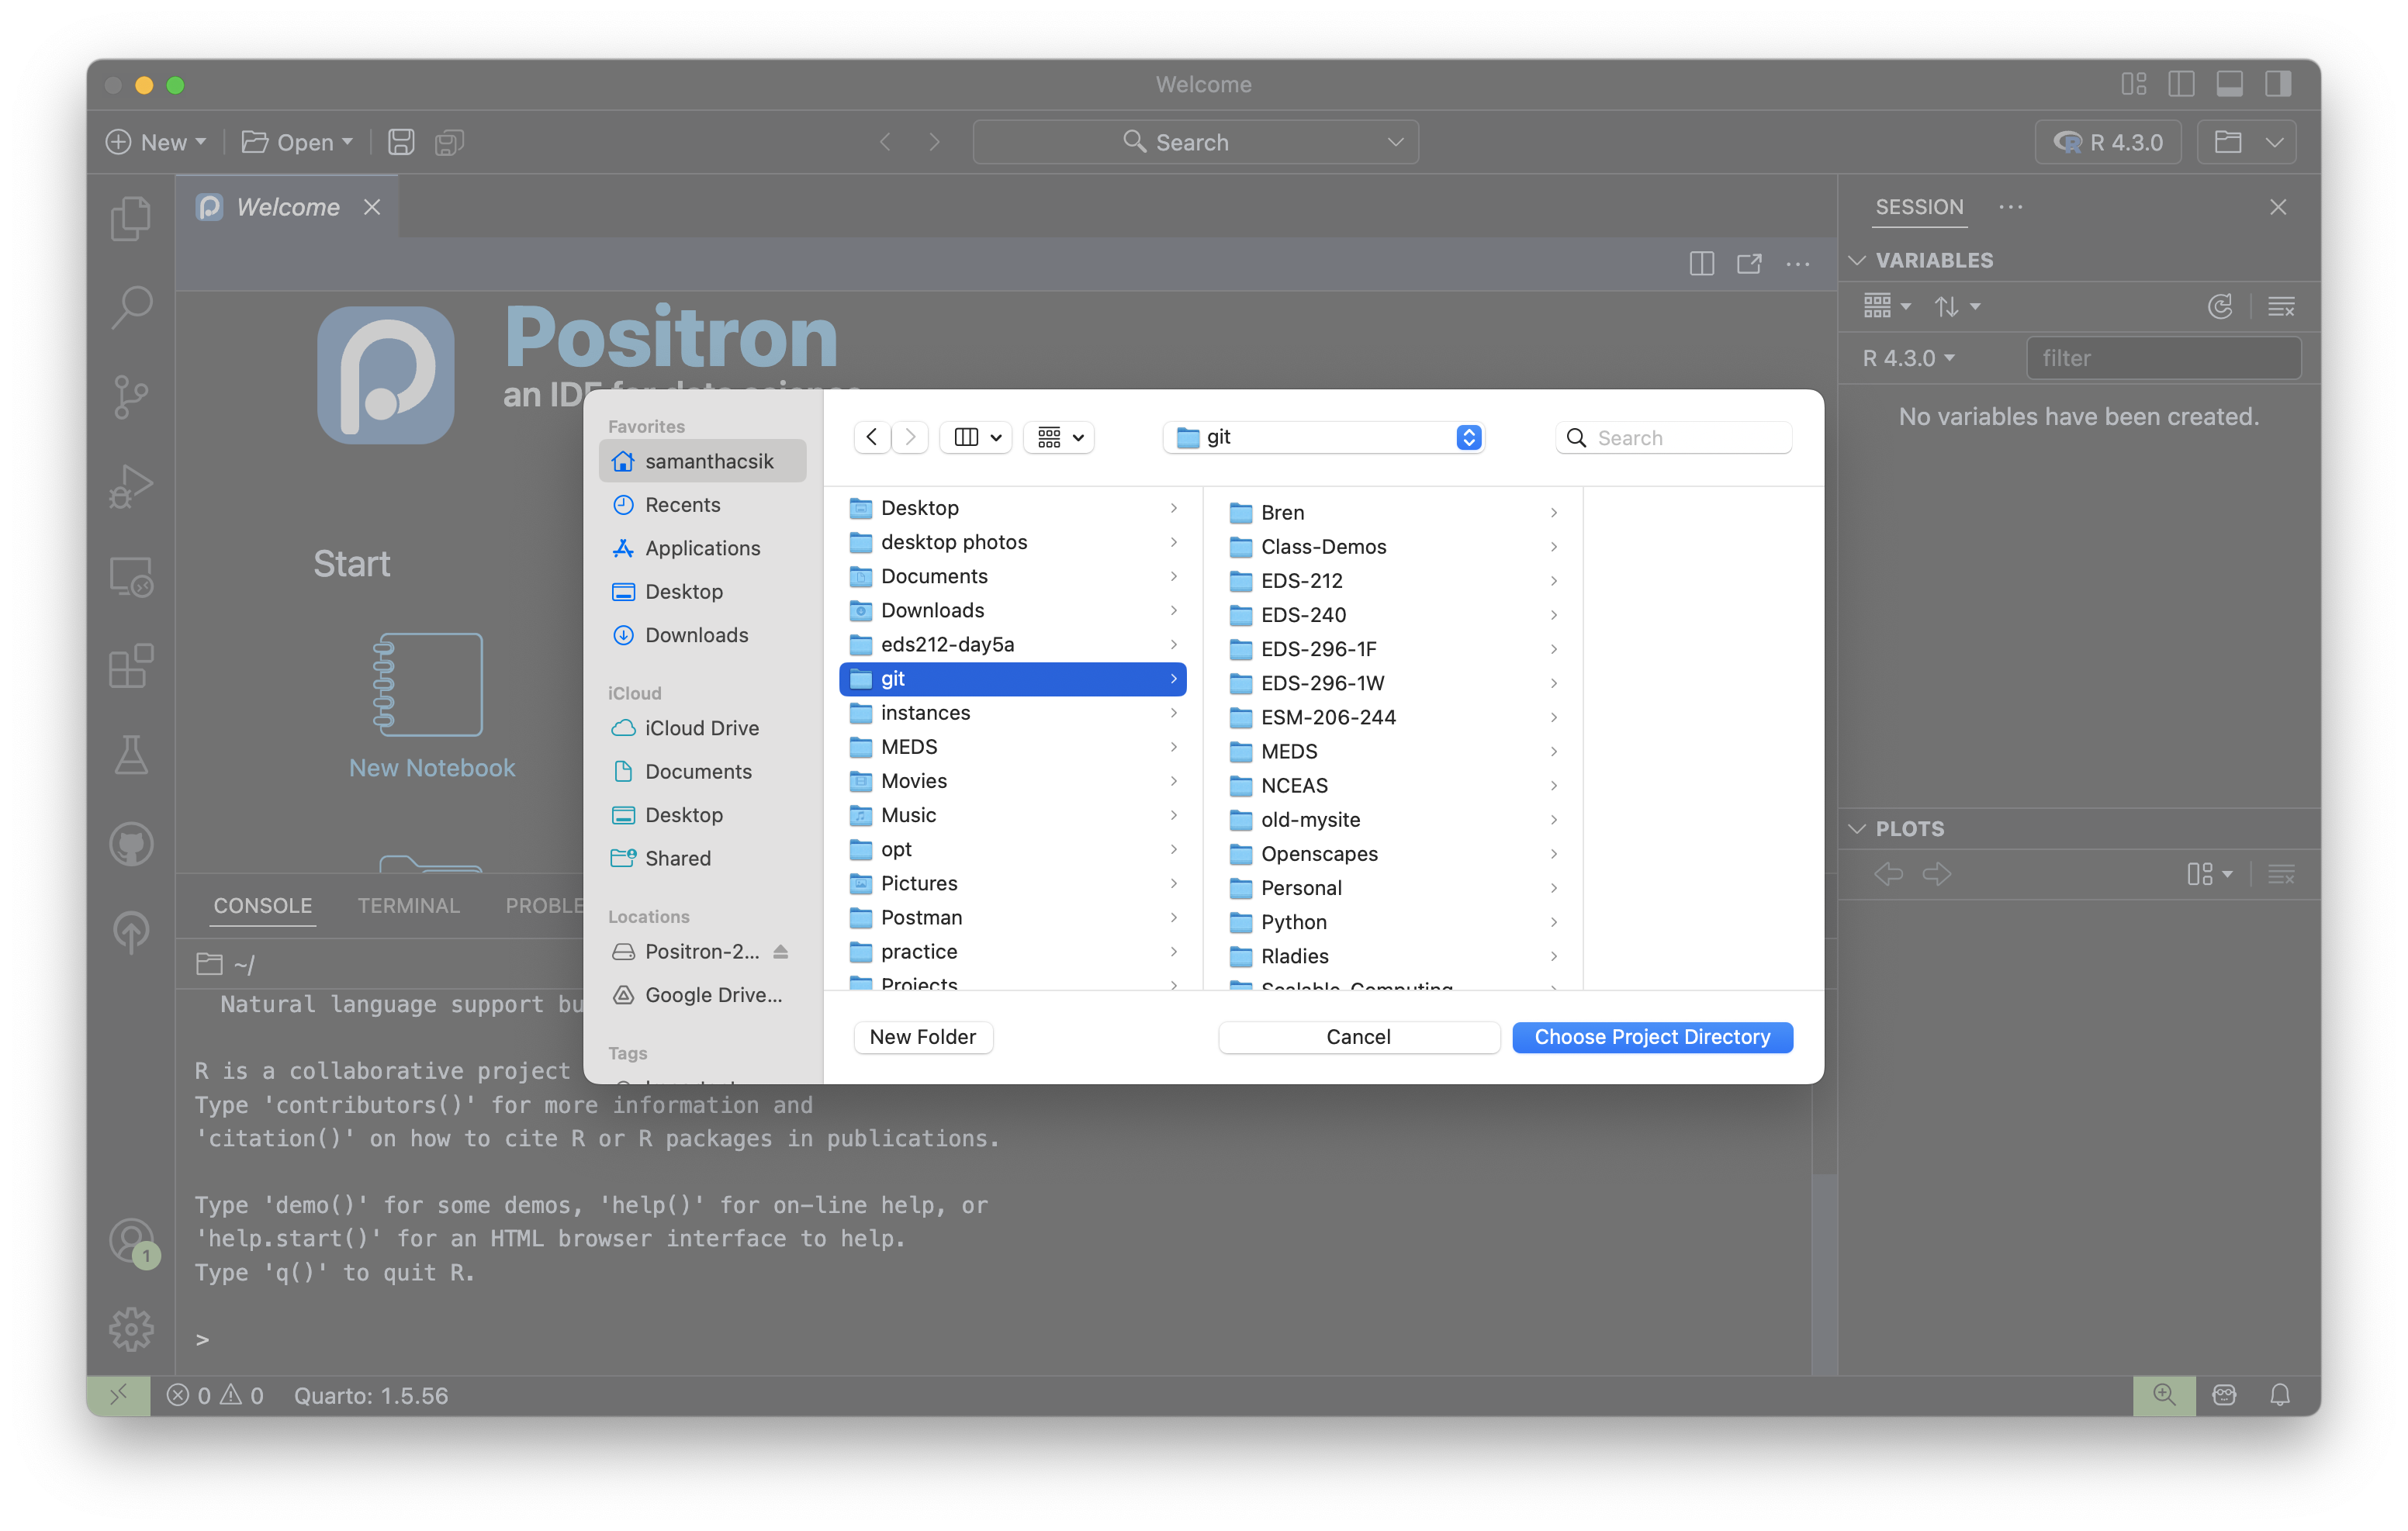 Welcome
New
Open
Search
R 4.3.0
Welcome
SESSION
VARIABLES
R 4.3.0
filter
No variables have been created.
PLOTS
Positron
an IDE for data science
Start
New Notebook
Favorites
samanthacsik
Recents
Applications
Desktop
Downloads
iCloud
iCloud Drive
Documents
Desktop
Shared
Locations
Positron-2...
Google Drive...
Tags
git
Search
Desktop
desktop photos
Documents
Downloads
eds212-day5a
git
instances
MEDS
Movies
Music
opt
Pictures
Postman
practice
Projects
Bren
Class-Demos
EDS-212
EDS-240
EDS-296-1F
EDS-296-1W
ESM-206-244
MEDS
NCEAS
old-mysite
Openscapes
Personal
Python
Rladies
Scalable-Computing
New Folder
Cancel
Choose Project Directory
CONSOLE
TERMINAL
PROBLE
~/
Natural language support bu
R is a collaborative project
Type 'contributors()' for more information and
'citation()' on how to cite R or R packages in publications.
Type 'demo()' for some demos, 'help()' for on-line help, or
'help.start()' for an HTML browser interface to help.
Type 'q()' to quit R.
>
1
0
0
Quarto: 1.5.56